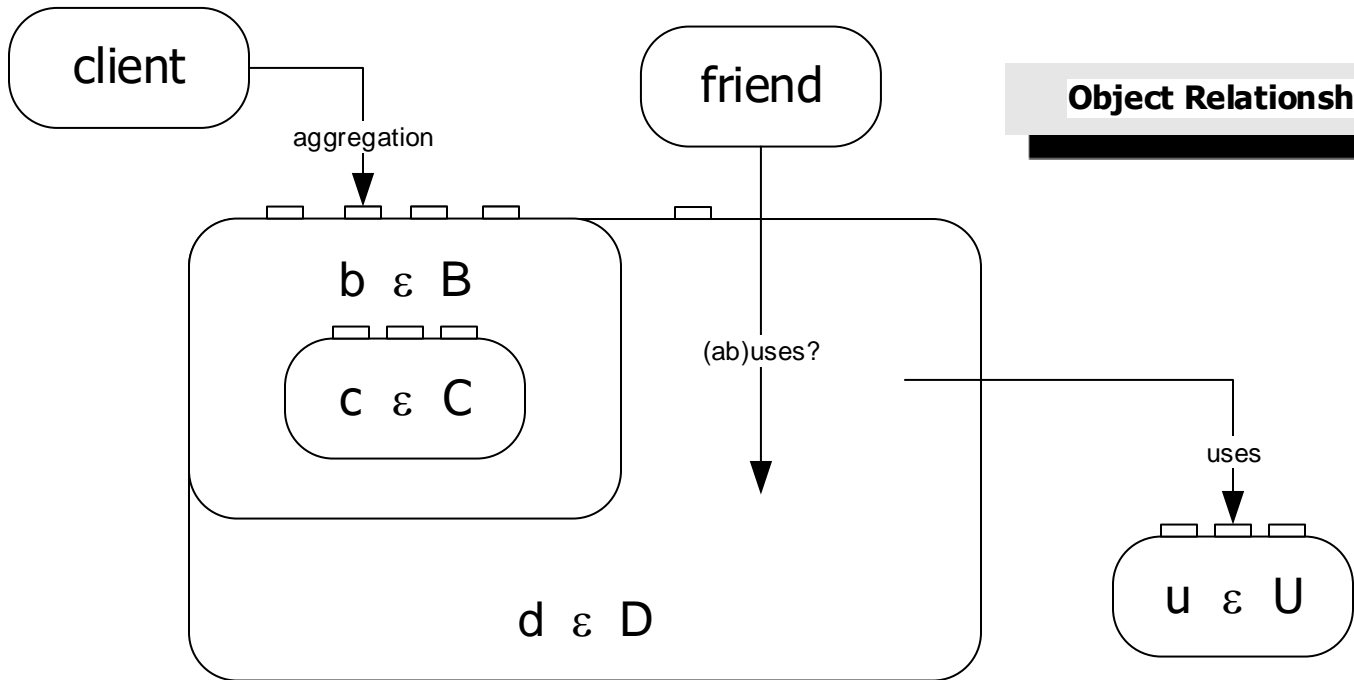 client
friend
Object Relationsh
aggregation
b ε B
(ab)uses?
c ε C
uses
u ε U
d ε D